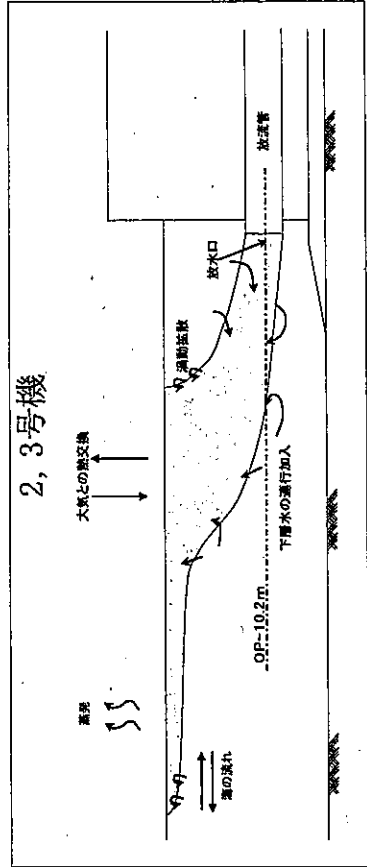 2, 3号機
蒸発
大気との熱交換
渦動拡散
放水口
放流管
海の流れ
OP-10.2m
下層水の連行加入